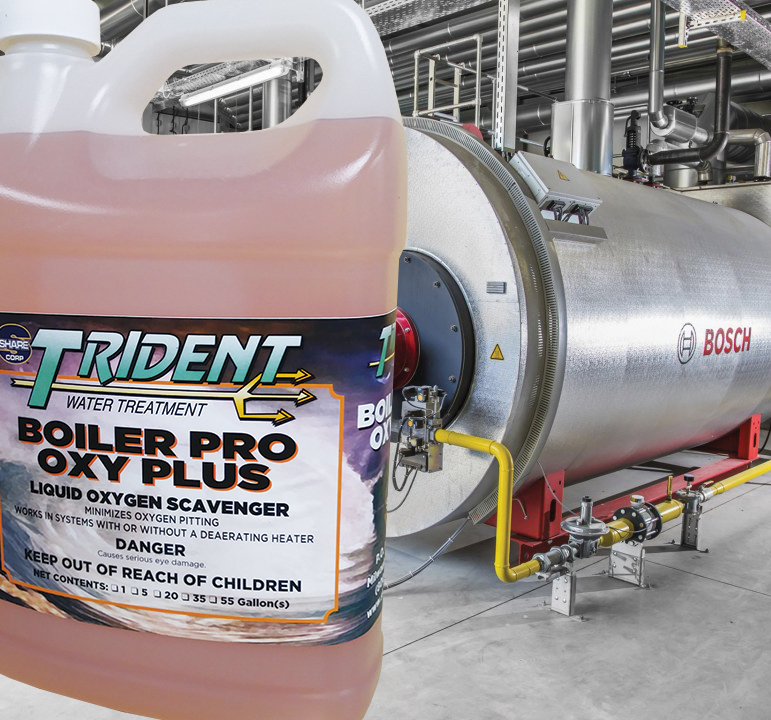 SHARE
CORP
TRIDENT
WATER TREATMENT
BOILER PRO
OXY PLUS
LIQUID OXYGEN SCAVENGER
MINIMIZES OXYGEN PITTING
WORKS IN SYSTEMS WITH OR WITHOUT A DEAERATING HEATER
DANGER
Causes serious eye damage.
KEEP OUT OF REACH OF CHILDREN
NET CONTENTS: ☐ 1 ☐ 5 ☐ 20 ☐ 35 ☐ 55 Gallon(s)
BOSCH